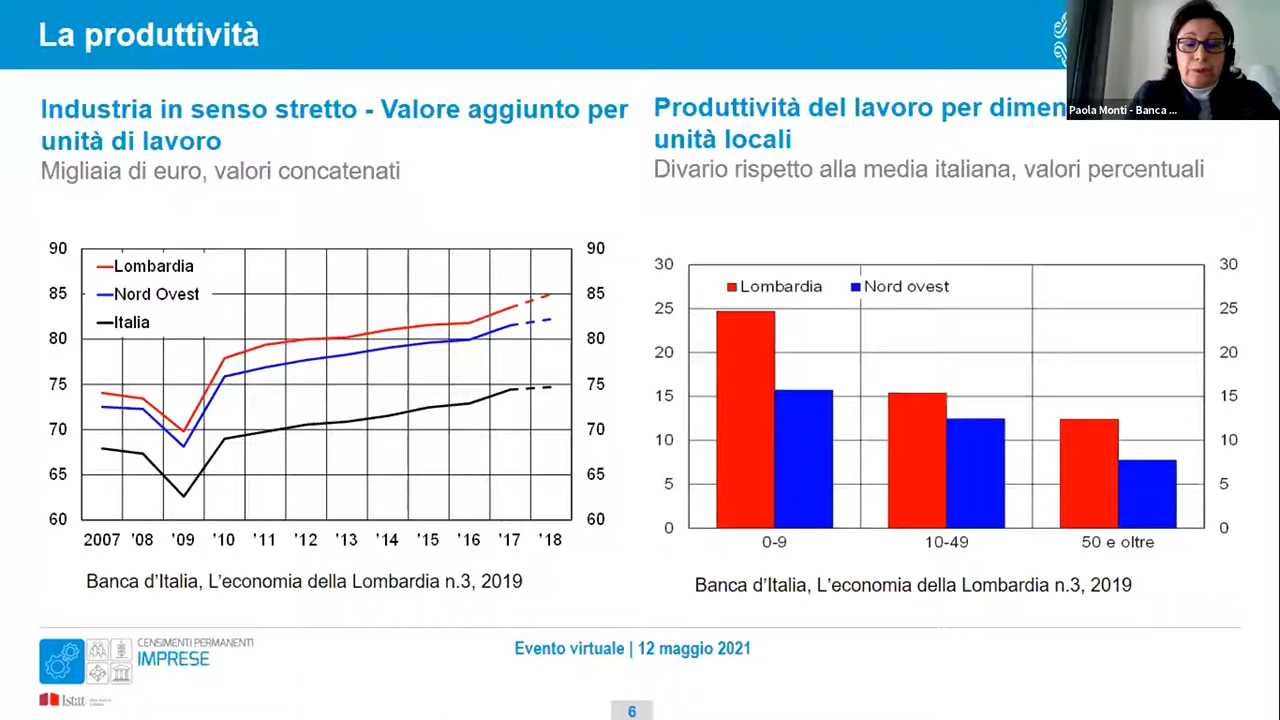 La produttività
Paola Monti - Banca ...
Industria in senso stretto - Valore aggiunto per
unità di lavoro
Migliaia di euro, valori concatenati
90
85
80
75
70
65
60
Lombardia
Nord Ovest
Italia
90
85
80
75
70
65
60
2007 '08 '09 '10 '11 '12 '13 '14 '15 '16 '17 '18
Banca d'Italia, L'economia della Lombardia n.3, 2019
Produttività del lavoro per dimen
unità locali
Divario rispetto alla media italiana, valori percentuali
30
25
20
15
10
5
0
Lombardia Nord ovest
30
25
20
15
10
5
0
0-9 10-49 50 e oltre
Banca d'Italia, L'economia della Lombardia n.3, 2019
CENSIMENTI PERMANENTI
IMPRESE
Istat
Evento virtuale | 12 maggio 2021
6